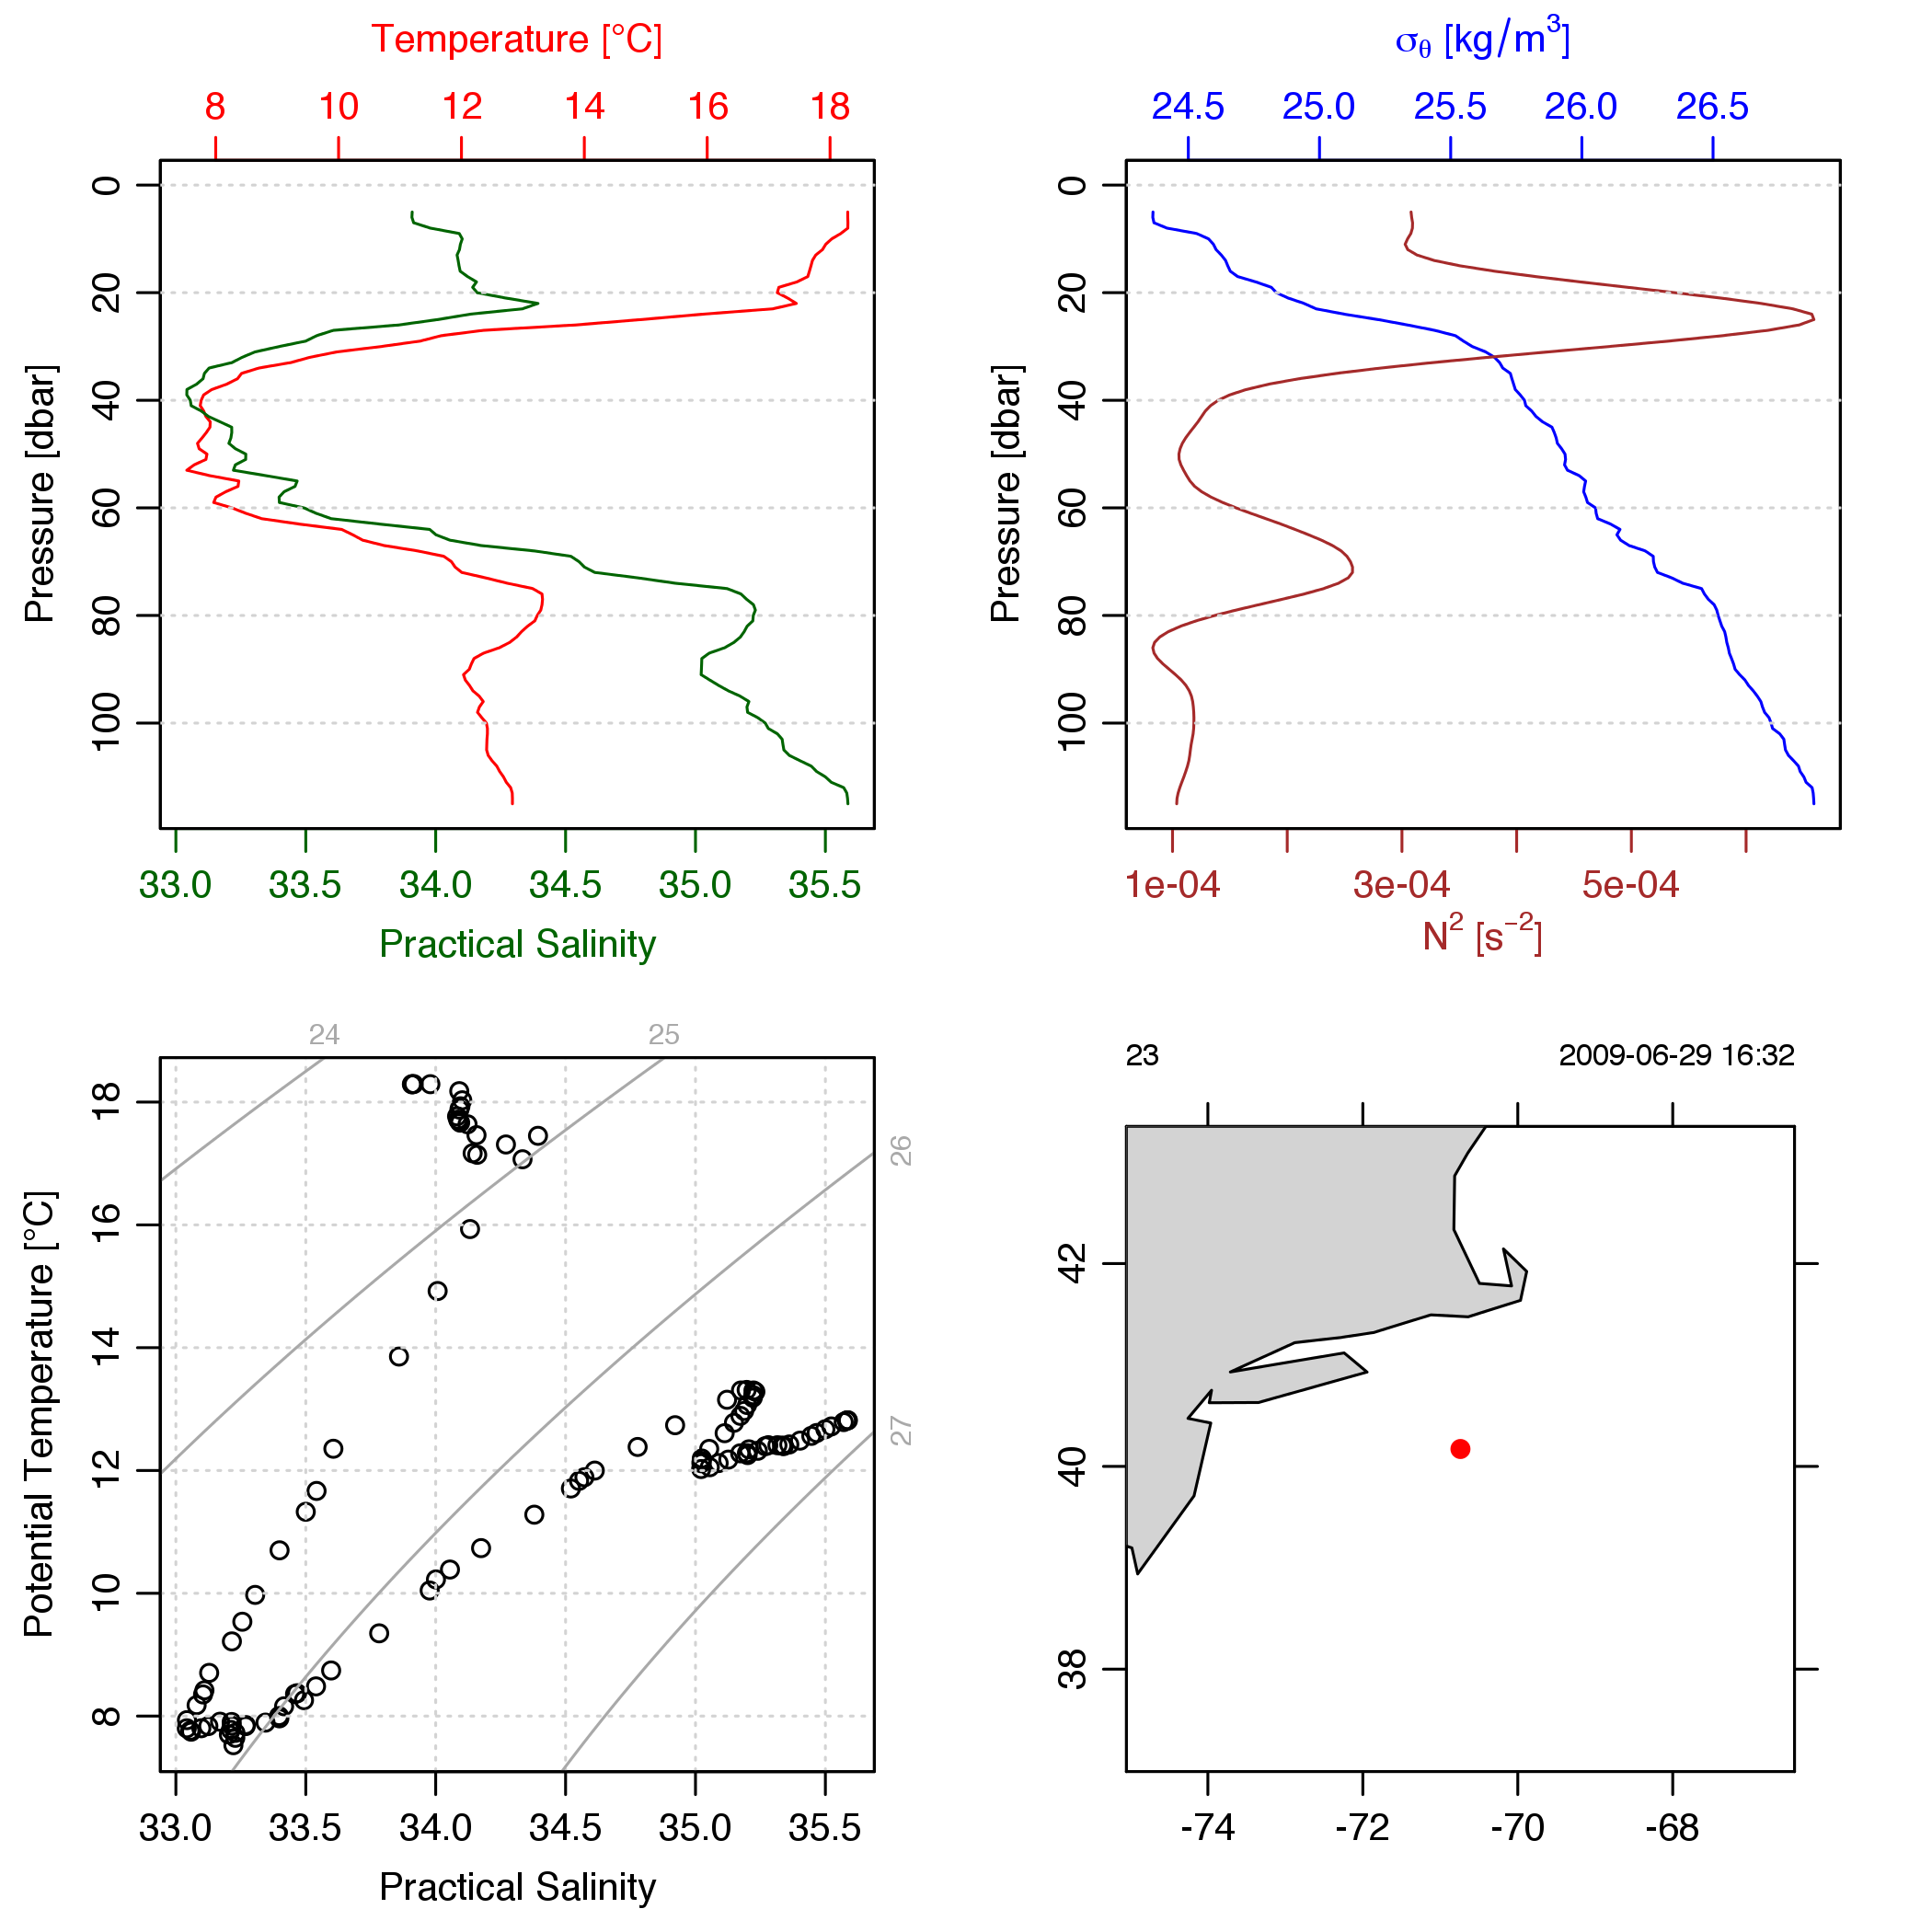 Temperature [°C]
8 10 12 14 16 18
0
20
40
60
80
100
Pressure [dbar]
33.0 33.5 34.0 34.5 35.0 35.5
Practical Salinity
σθ [kg/m³]
24.5 25.0 25.5 26.0 26.5
0
20
40
60
80
100
Pressure [dbar]
1e-04 3e-04 5e-04
N² [s⁻²]
24 25
26
27
18
16
14
12
10
8
Potential Temperature [°C]
33.0 33.5 34.0 34.5 35.0 35.5
Practical Salinity
23 2009-06-29 16:32
42
40
38
-74 -72 -70 -68